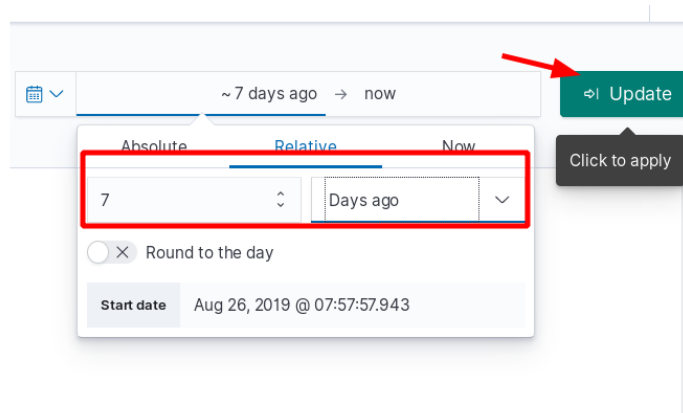 ~ 7 days ago → now
Update
Absolute Relative Now
Click to apply
7 Days ago
Round to the day
Start date Aug 26, 2019 @ 07:57:57.943